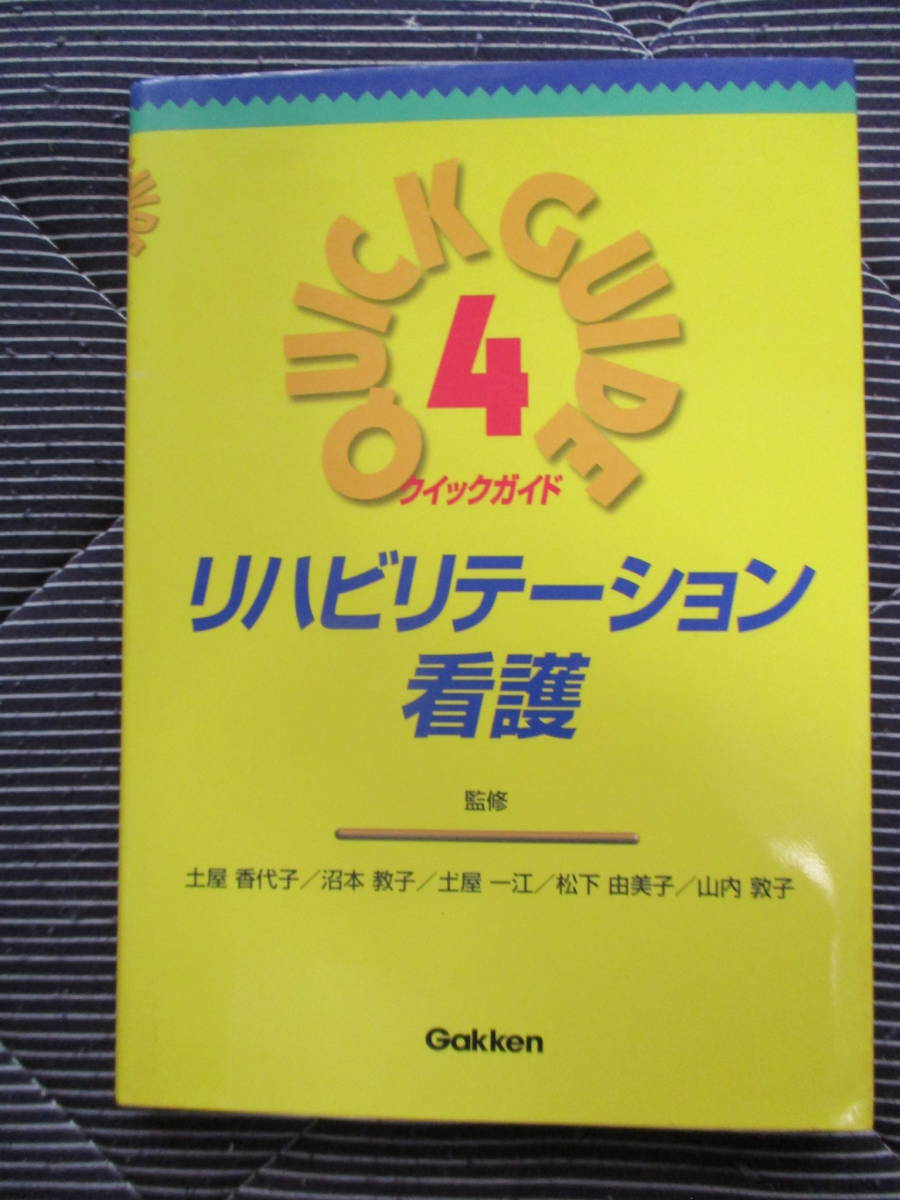 QUICK GUIDE
4
クイックガイド
リハビリテーション
看護
監修
土屋 香代子／沼本 教子／土屋 一江／松下 由美子／山内 敦子
Gakken